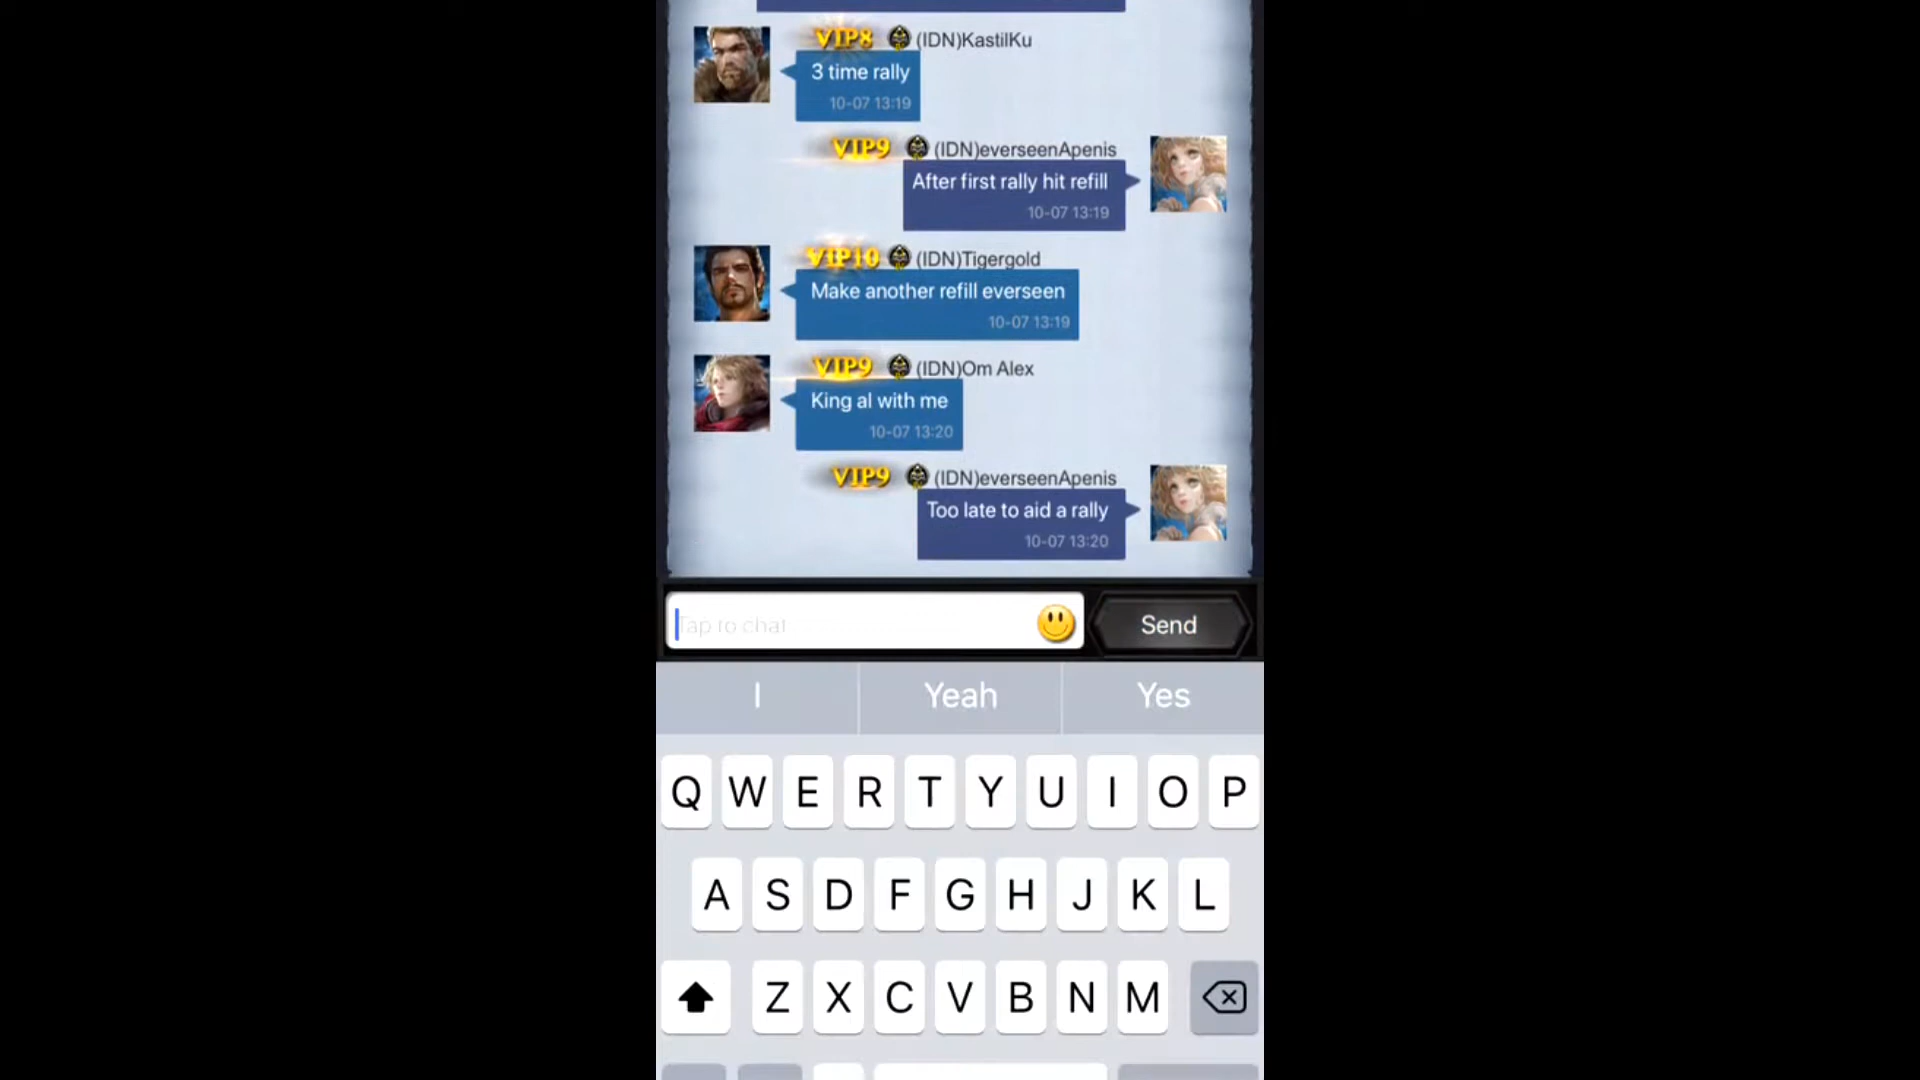 VIP8 (IDN)KastilKu
3 time rally
10-07 13:19
VIP9 (IDN)everseenApenis
After first rally hit refill
10-07 13:19
VIP10 (IDN)Tigergold
Make another refill everseen
10-07 13:19
VIP9 (IDN)Om Alex
King al with me
10-07 13:20
VIP9 (IDN)everseenApenis
Too late to aid a rally
10-07 13:20
Tap to chat Send
I Yeah Yes
Q W E R T Y U I O P
A S D F G H J K L
Z X C V B N M